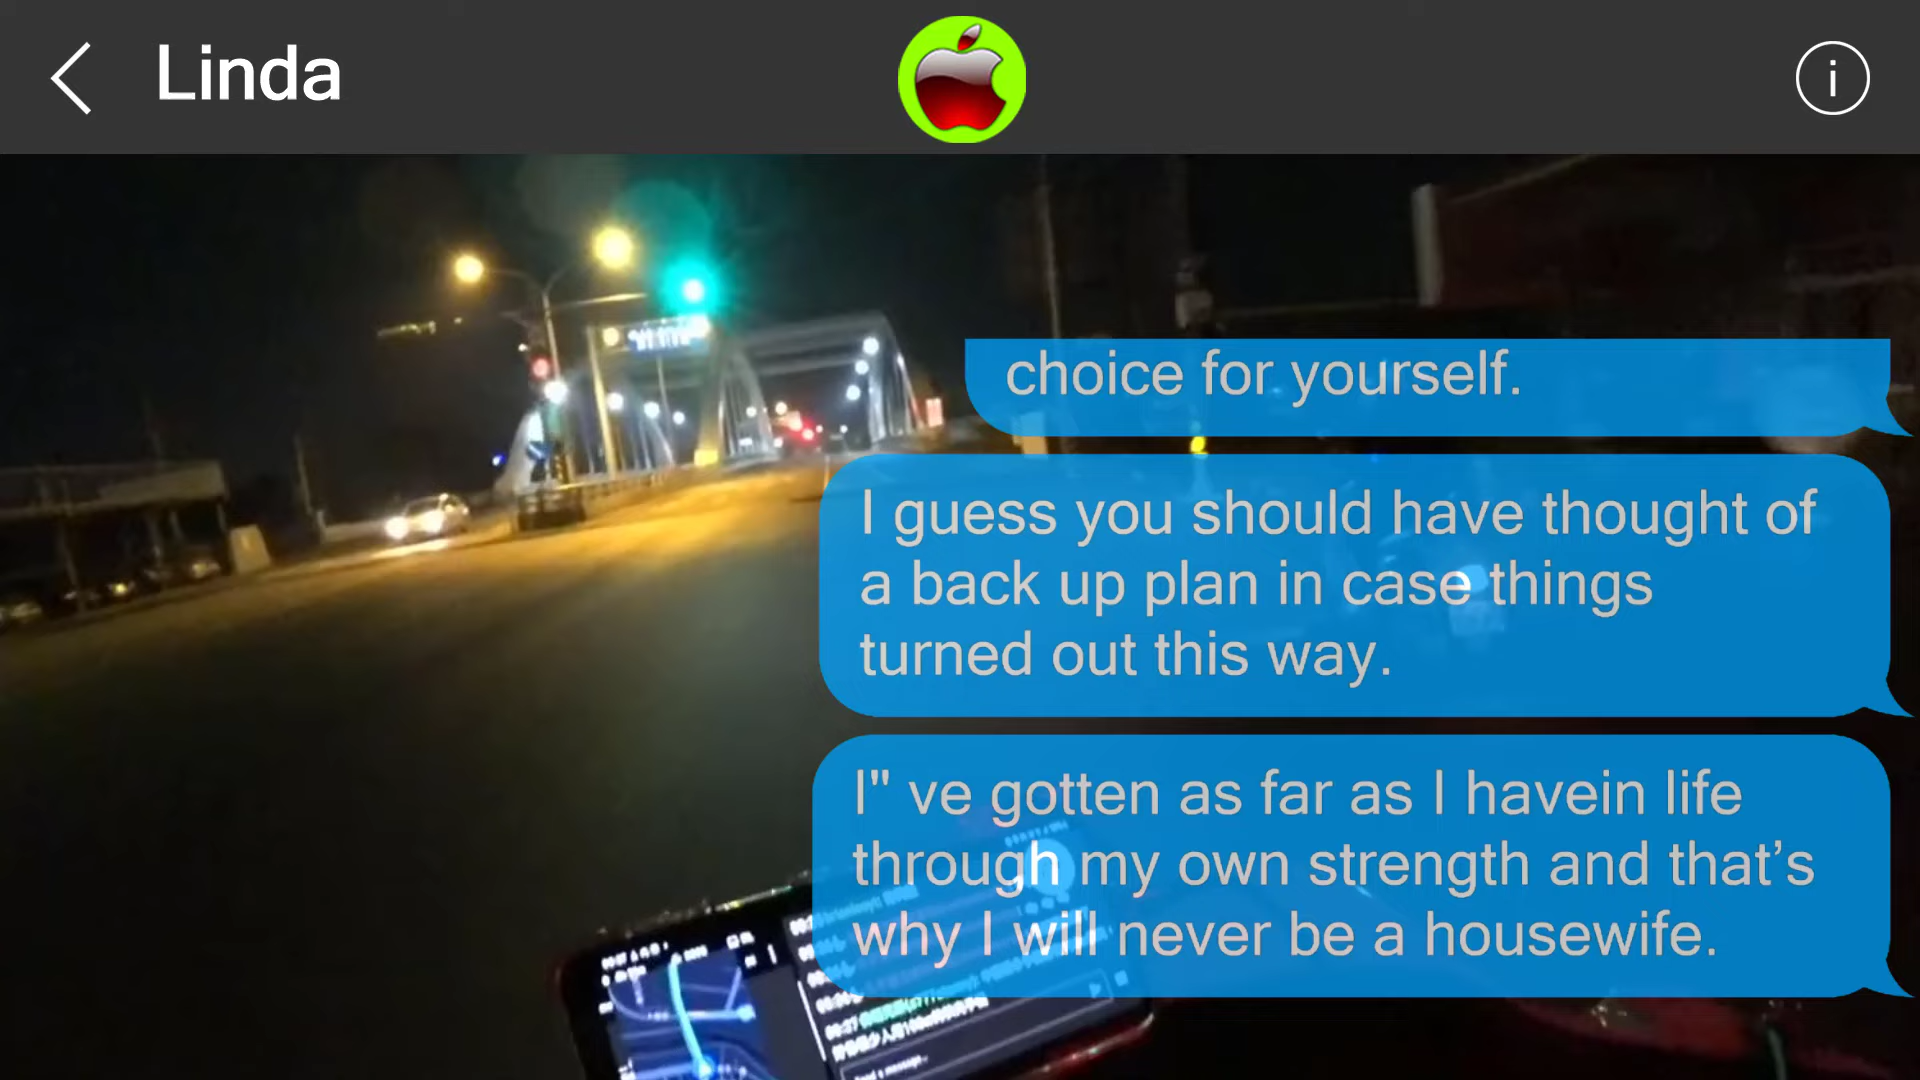 Linda
choice for yourself.
I guess you should have thought of
a back up plan in case things
turned out this way.
I" ve gotten as far as I havein life
through my own strength and that’s
why I will never be a housewife.